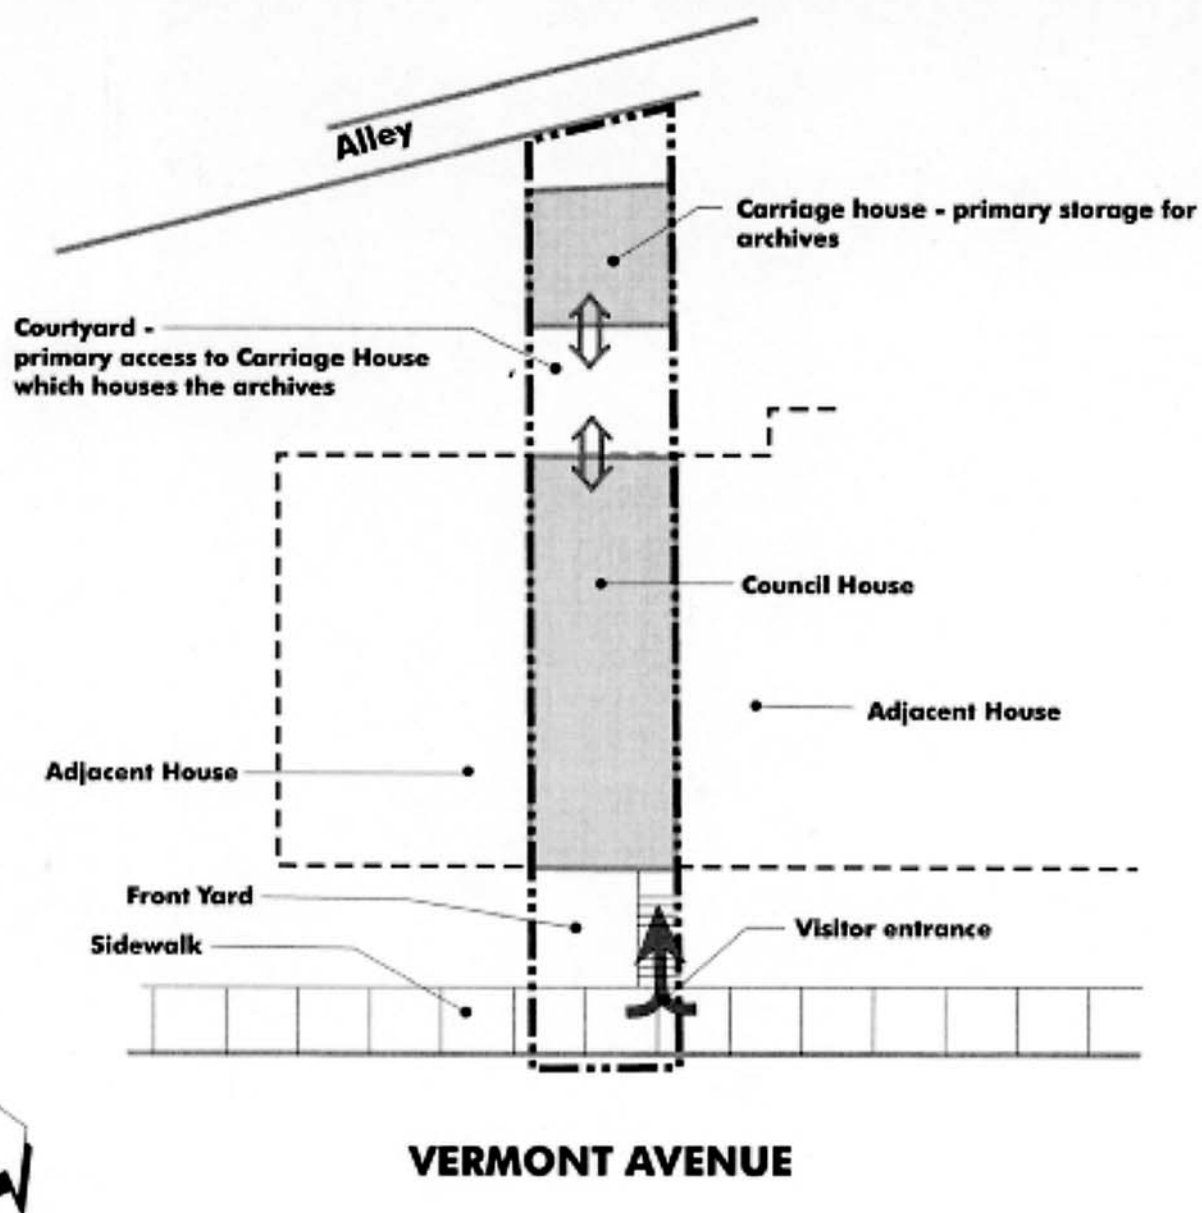 Alley
Carriage house - primary storage for
archives
Courtyard -
primary access to Carriage House
which houses the archives
Council House
Adjacent House
Adjacent House
Front Yard
Sidewalk
Visitor entrance
VERMONT AVENUE